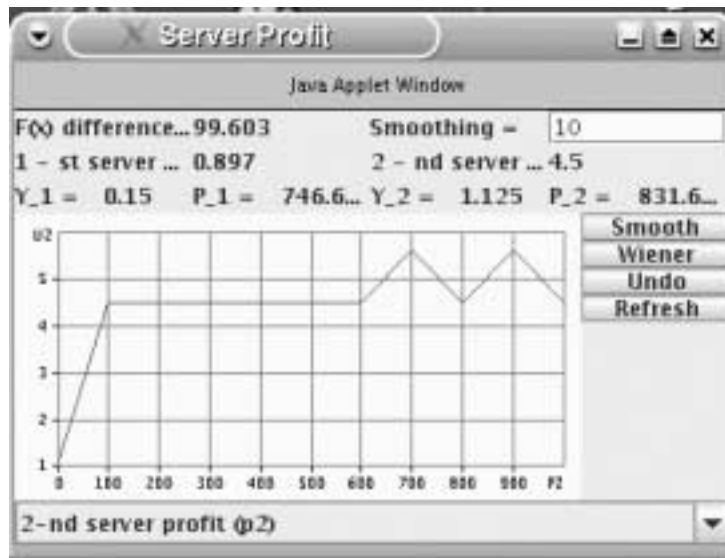 Server Profit
Java Applet Window
F(x) difference... 99.603 Smoothing = 10
1 - st server ... 0.897 2 - nd server ... 4.5
Y_1 = 0.15 P_1 = 746.6... Y_2 = 1.125 P_2 = 831.6...
Smooth
Wiener
Undo
Refresh
U2
5
4
3
2
1
0 100 200 300 400 500 600 700 800 900 P2
2-nd server profit (p2)